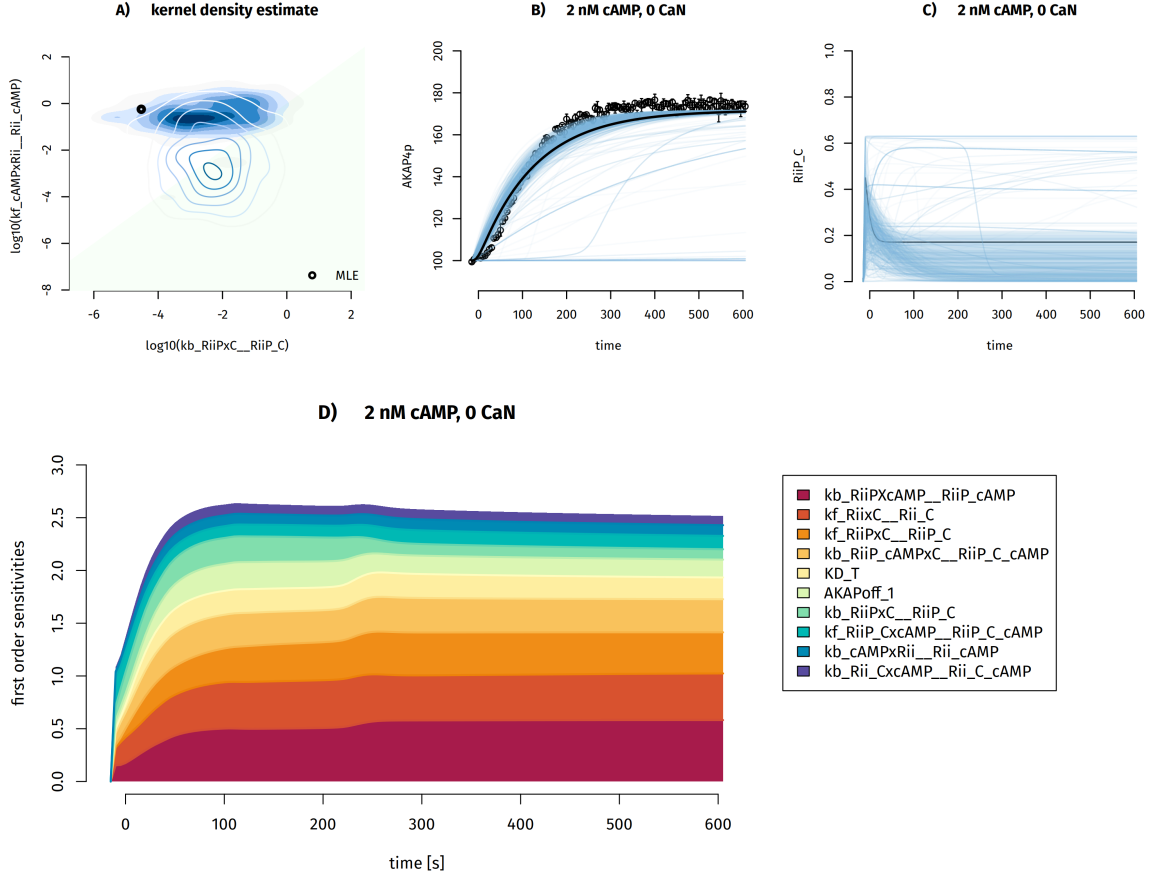 A) kernel density estimate
log10(kf_cAMPxRii__Rii_cAMP)
2
0
-2
-4
-6
-8
MLE
-6 -4 -2 0 2
log10(kb_RiiPxC__RiiP_C)
B) 2 nM cAMP, 0 CaN
AKAP4p
200
180
160
140
120
100
0 100 200 300 400 500 600
time
C) 2 nM cAMP, 0 CaN
RiiP_C
1.0
0.8
0.6
0.4
0.2
0.0
0 100 200 300 400 500 600
time
D) 2 nM cAMP, 0 CaN
first order sensitivities
3.0
2.5
2.0
1.5
1.0
0.5
0.0
0 100 200 300 400 500 600
time [s]
kb_RiiPXcAMP__RiiP_cAMP
kf_RiixC__Rii_C
kf_RiiPxC__RiiP_C
kb_RiiP_cAMPxC__RiiP_C_cAMP
KD_T
AKAPoff_1
kb_RiiPxC__RiiP_C
kf_RiiP_CxcAMP__RiiP_C_cAMP
kb_cAMPxRii__Rii_cAMP
kb_Rii_CxcAMP__Rii_C_cAMP